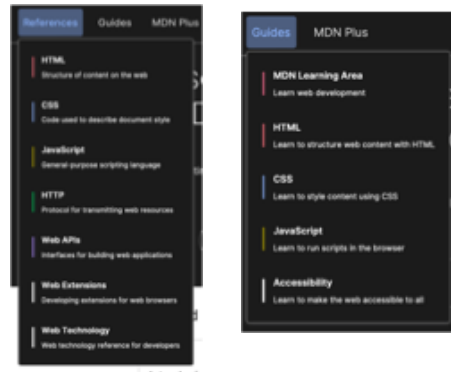 References Guides MDN Plus
HTML
Structure of content on the web
CSS
Code used to describe document style
JavaScript
General-purpose scripting language
HTTP
Protocol for transmitting web resources
Web APIs
Interfaces for building web applications
Web Extensions
Developing extensions for web browsers
Web Technology
Web technology reference for developers
Guides MDN Plus
MDN Learning Area
Learn web development
HTML
Learn to structure web content with HTML
CSS
Learn to style content using CSS
JavaScript
Learn to run scripts in the browser
Accessibility
Learn to make the web accessible to all